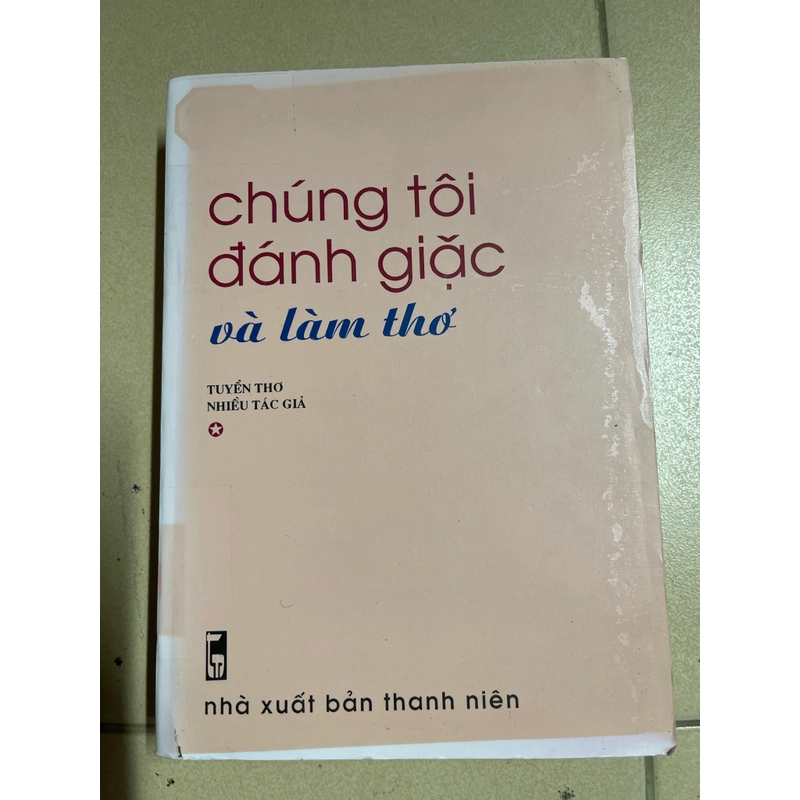 chúng tôi
đánh giặc
và làm thơ
TUYỂN THƠ
NHIỀU TÁC GIẢ
nhà xuất bản thanh niên